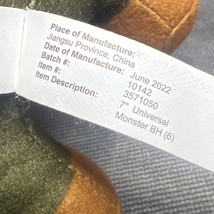 Place of Manufacture:
Jiangsu Province, China
Date of Manufacture:
June 2022
Batch #:
10142
Item #:
3571050
Item Description:
7" Universal
Monster BH (6)